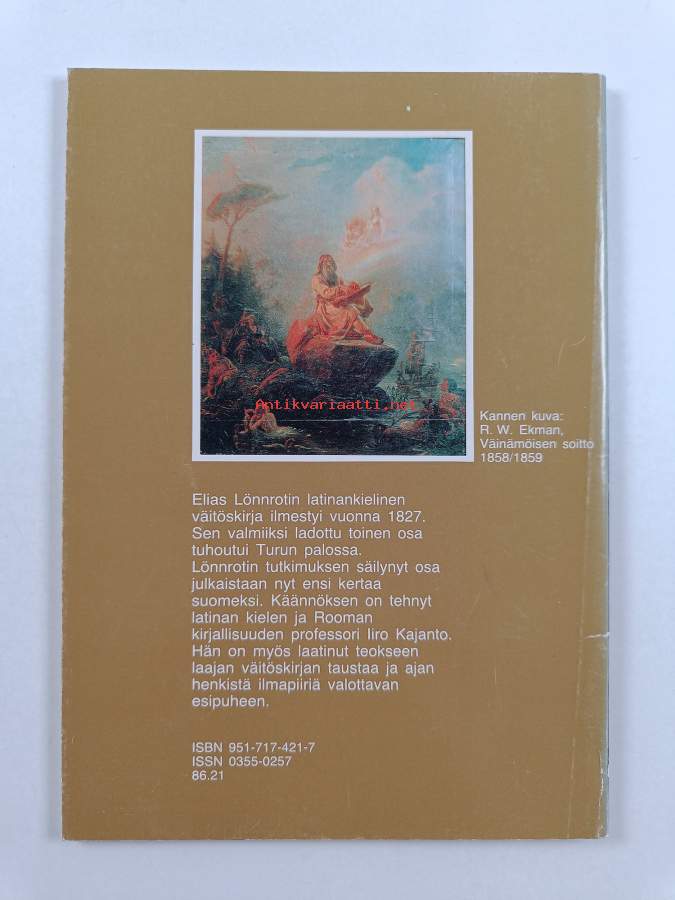 Antikvariaatti.net
Kannen kuva:
R. W. Ekman,
Väinämöisen soitto
1858/1859
Elias Lönnrotin latinankielinen
väitöskirja ilmestyi vuonna 1827.
Sen valmiiksi ladottu toinen osa
tuhoutui Turun palossa.
Lönnrotin tutkimuksen säilynyt osa
julkaistaan nyt ensi kertaa
suomeksi. Käännöksen on tehnyt
latinan kielen ja Rooman
kirjallisuuden professori Iiro Kajanto.
Hän on myös laatinut teokseen
laajan väitöskirjan taustaa ja ajan
henkistä ilmapiiriä valottavan
esipuheen.
ISBN 951-717-421-7
ISSN 0355-0257
86.21